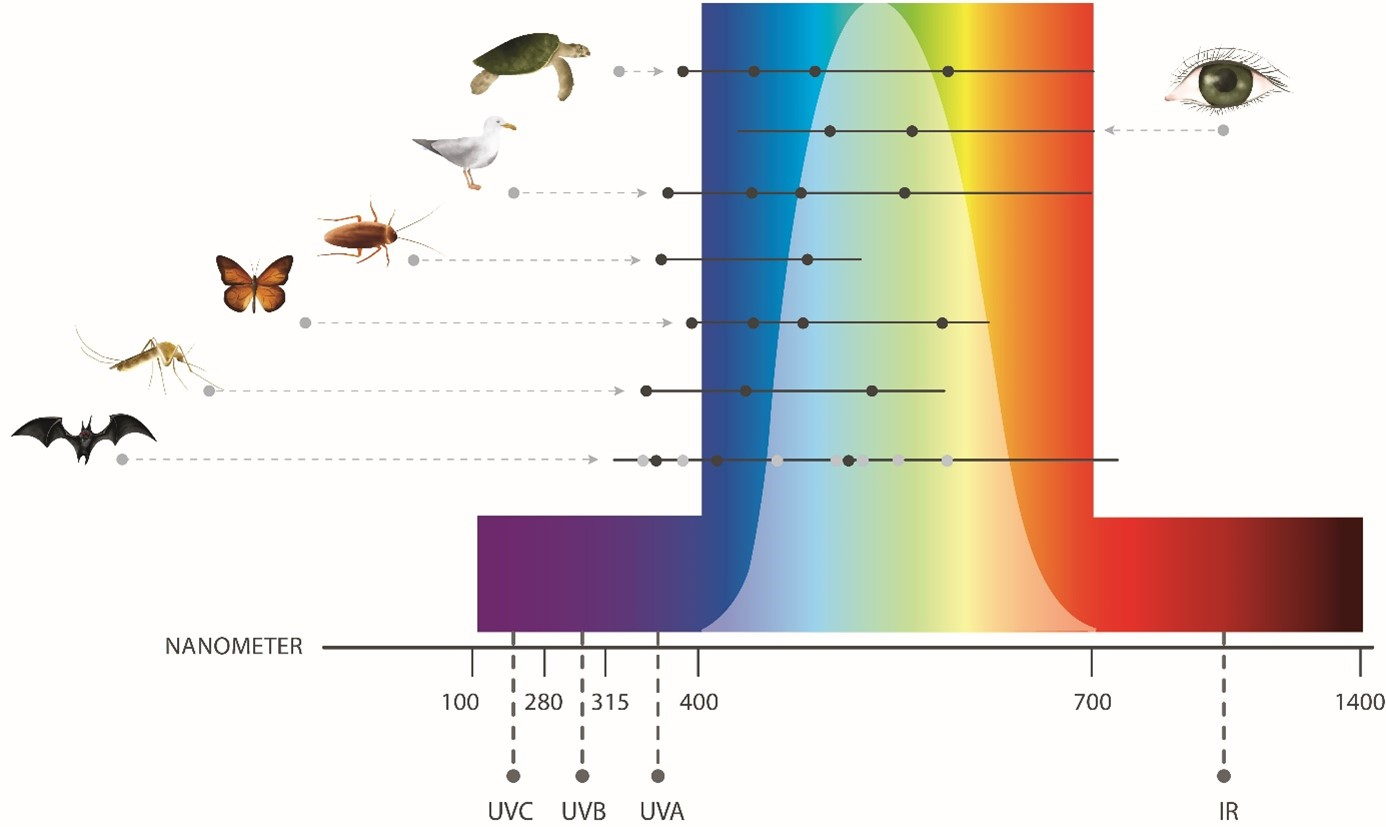 NANOMETER
100 280 315 400 700 1400
UVC UVB UVA IR